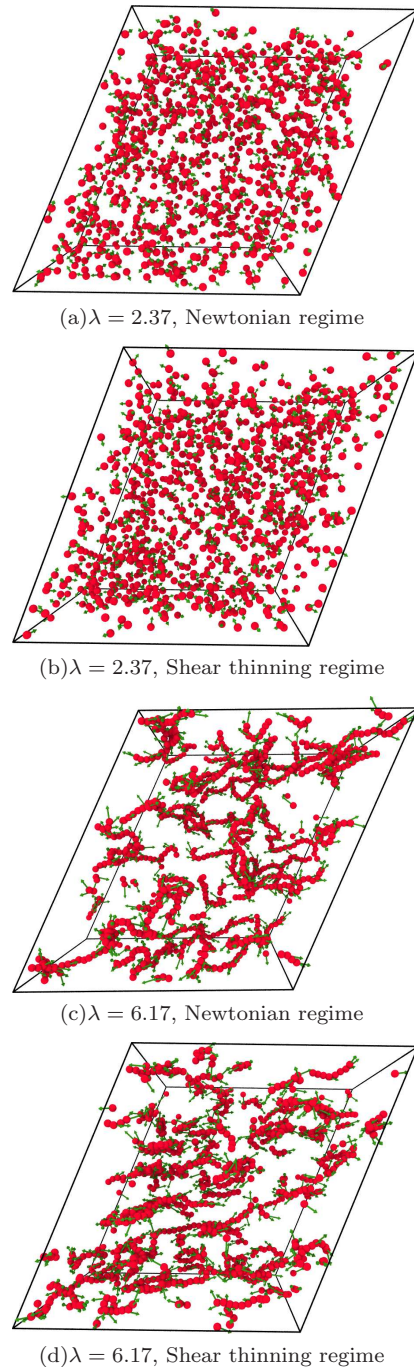 (a)λ = 2.37, Newtonian regime
(b)λ = 2.37, Shear thinning regime
(c)λ = 6.17, Newtonian regime
(d)λ = 6.17, Shear thinning regime